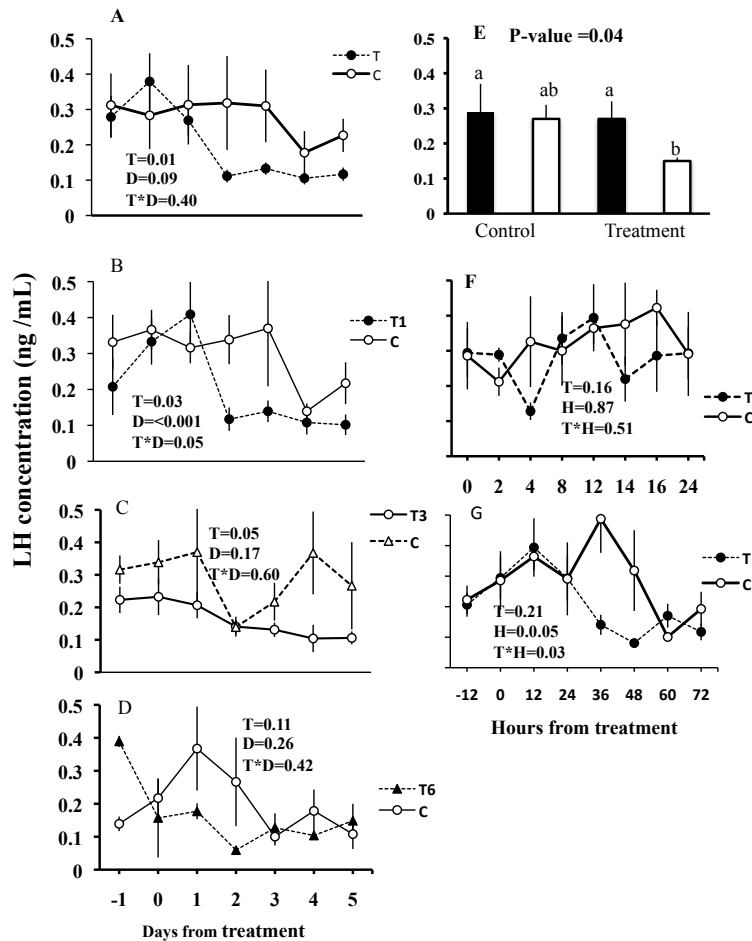 A
0.5
0.4
0.3
0.2
0.1
0
T
C
T=0.01
D=0.09
T*D=0.40
E P-value =0.04
0.5
0.4
0.3
0.2
0.1
0
a
ab
a
b
Control Treatment
B
0.5
0.4
0.3
0.2
0.1
0
T1
C
T=0.03
D=<0.001
T*D=0.05
F
T=0.16
H=0.87
T*H=0.51
T
C
0 2 4 8 12 14 16 24
LH concentration (ng /mL)
C
0.5
0.4
0.3
0.2
0.1
0
T3
C
T=0.05
D=0.17
T*D=0.60
G
T
C
T=0.21
H=0.0.05
T*H=0.03
-12 0 12 24 36 48 60 72
Hours from treatment
D
0.5
0.4
0.3
0.2
0.1
0
T=0.11
D=0.26
T*D=0.42
T6
C
-1 0 1 2 3 4 5
Days from treatment